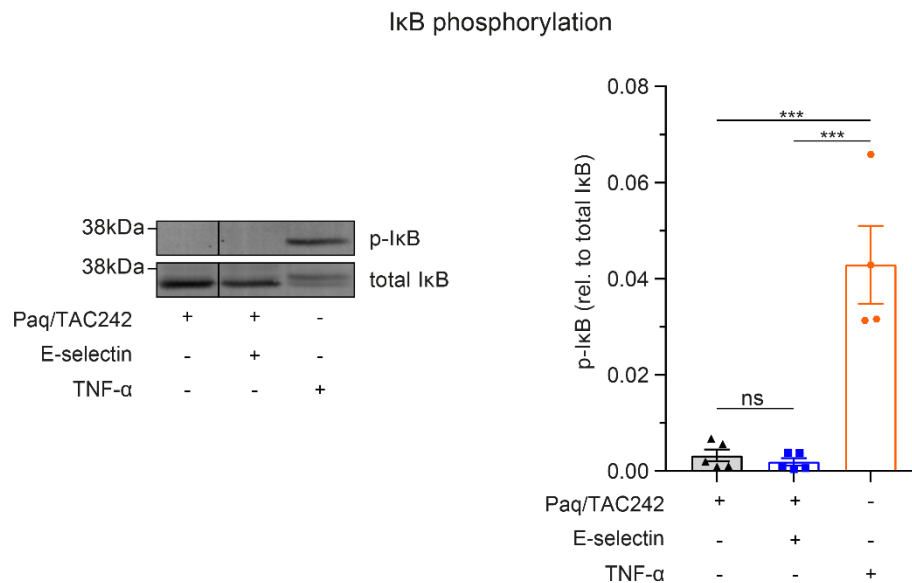 IκB phosphorylation
38kDa
p-IκB
38kDa
total IκB
Paq/TAC242 + + -
E-selectin - + -
TNF-α - - +
p-IκB (rel. to total IκB)
0.08
0.06
0.04
0.02
0.00
***
***
ns
Paq/TAC242 + + -
E-selectin - + -
TNF-α - - +